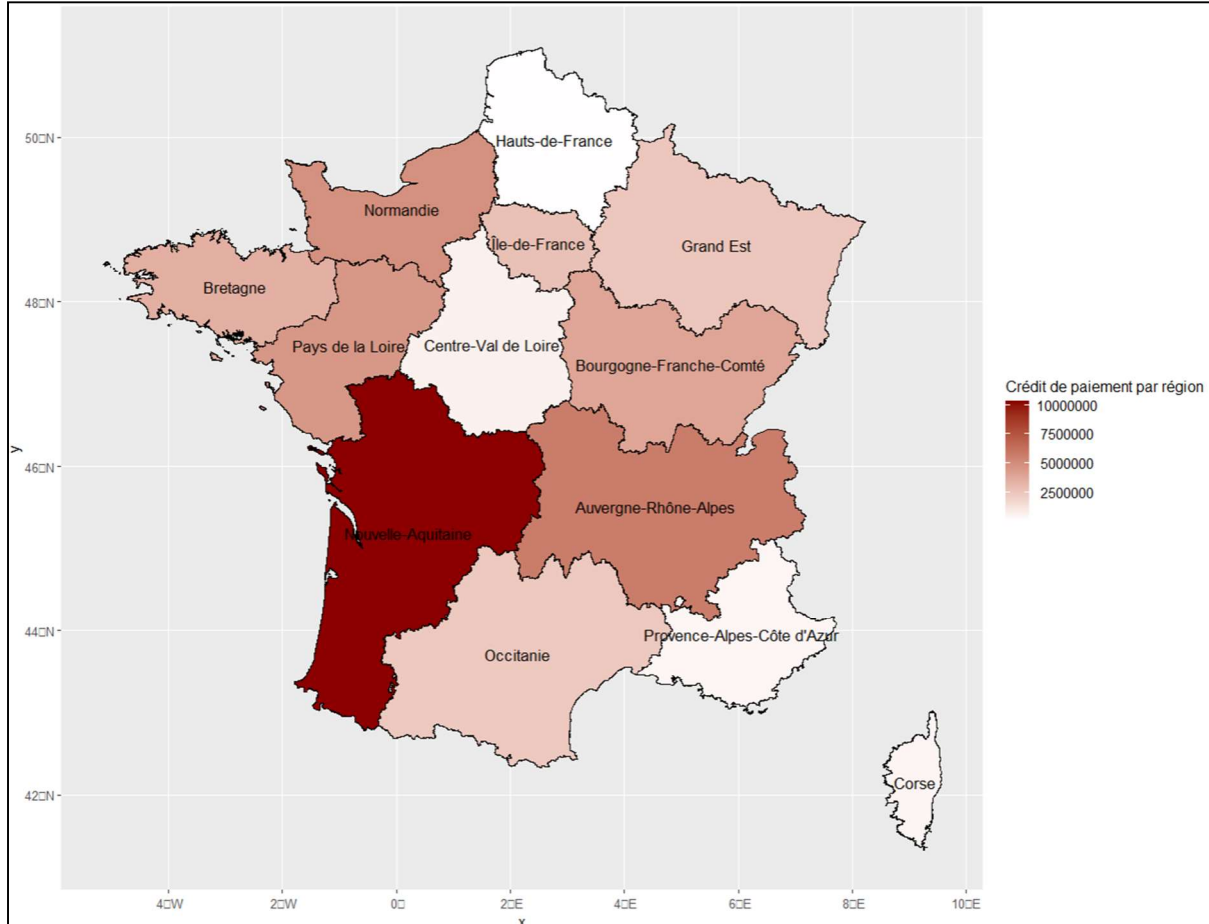 50□N
48□N
46□N
44□N
42□N
y
Hauts-de-France
Normandie
Île-de-France
Grand Est
Bretagne
Pays de la Loire
Centre-Val de Loire
Bourgogne-Franche-Comté
Auvergne-Rhône-Alpes
Nouvelle-Aquitaine
Provence-Alpes-Côte d'Azur
Occitanie
Corse
4□W 2□W 0□ 2□E 4□E 6□E 8□E 10□E
x
Crédit de paiement par région
10000000
7500000
5000000
2500000